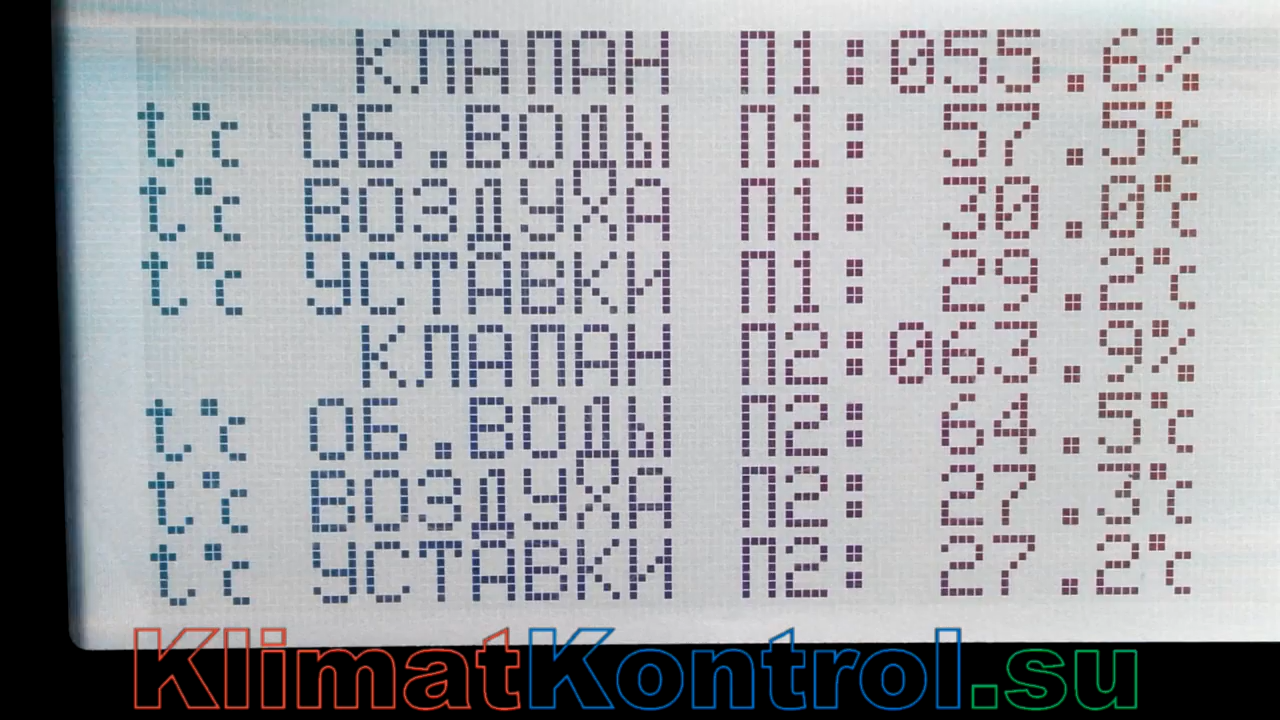 КЛАПАН П1:055.6%
t°c ОБ.ВОДЫ П1: 57.5°c
t°c ВОЗДУХА П1: 30.0°c
t°c УСТАВКИ П1: 29.2°c
КЛАПАН П2:063.9%
t°c ОБ.ВОДЫ П2: 64.5°c
t°c ВОЗДУХА П2: 27.3°c
t°c УСТАВКИ П2: 27.2°c
KlimatKontrol.su